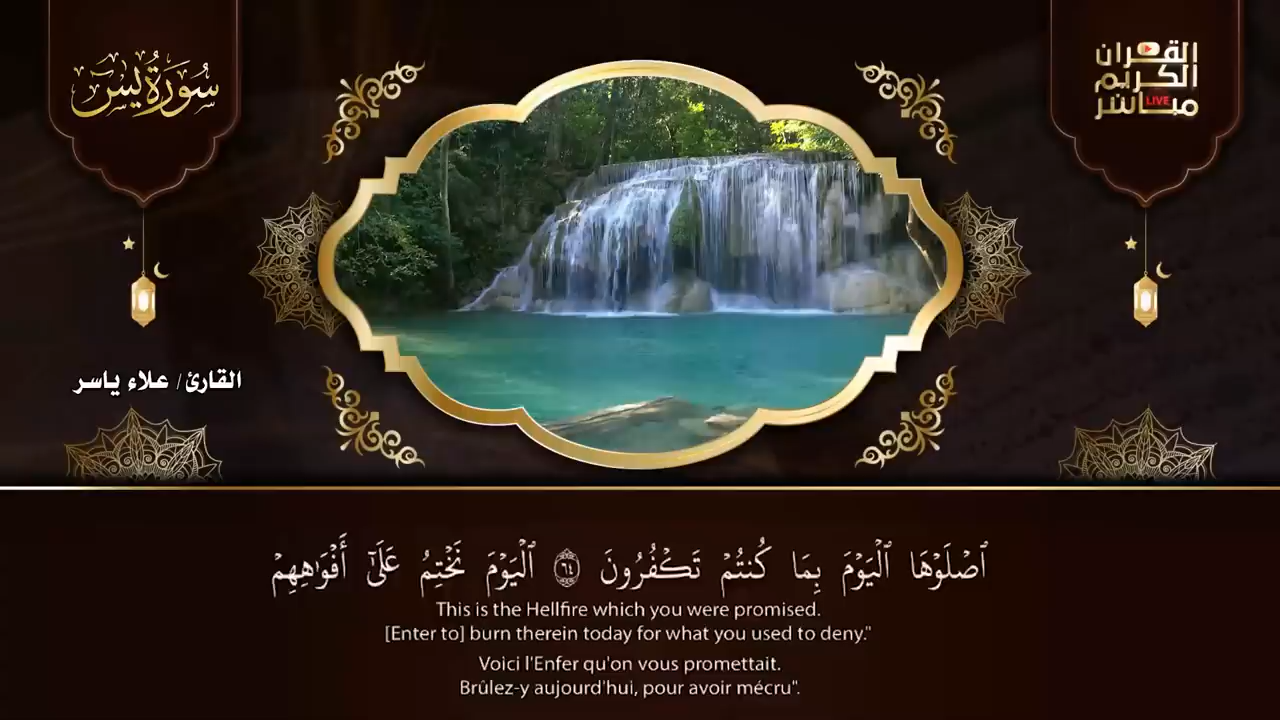 سُورَةُ يسٓ
القرآن
الكريم
مباشر
LIVE
القارئ/ علاء ياسر
ٱصْلَوْهَا ٱلْيَوْمَ بِمَا كُنتُمْ تَكْفُرُونَ ٦٤ ٱلْيَوْمَ نَخْتِمُ عَلَىٰٓ أَفْوَٰهِهِمْ
This is the Hellfire which you were promised.
[Enter to] burn therein today for what you used to deny."
Voici l'Enfer qu'on vous promettait.
Brûlez-y aujourd'hui, pour avoir mécru".